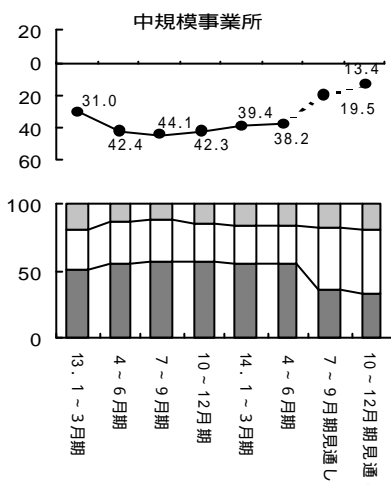 中規模事業所
20
0
20
40
60
31.0
42.4
44.1
42.3
39.4
38.2
19.5
13.4
100
50
0
13. 1～3月期
4～6月期
7～9月期
10～12月期
14. 1～3月期
4～6月期
7～9月期見通し
10～12月期見通